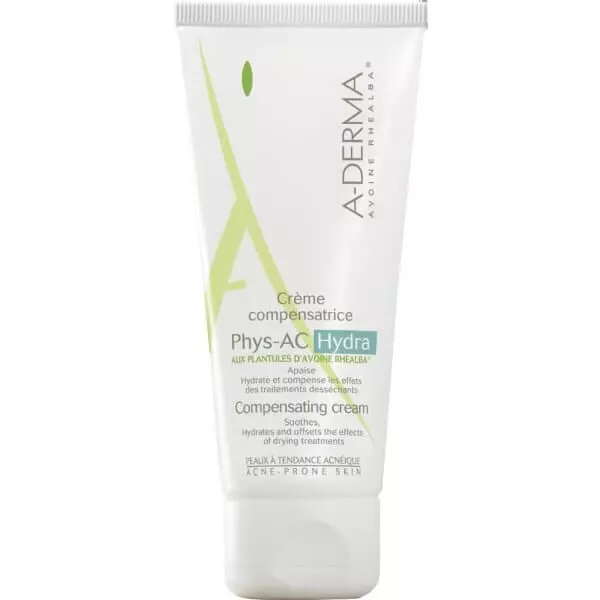 A-DERMA
AVOINE RHEALBA®
Crème
compensatrice
Phys-AC Hydra
AUX PLANTULES D'AVOINE RHEALBA®
Apaise
Hydrate et compense les effets
des traitements desséchants
Compensating cream
Soothes,
Hydrates and offsets the effects
of drying treatments
PEAUX À TENDANCE ACNÉIQUE
ACNE-PRONE SKIN